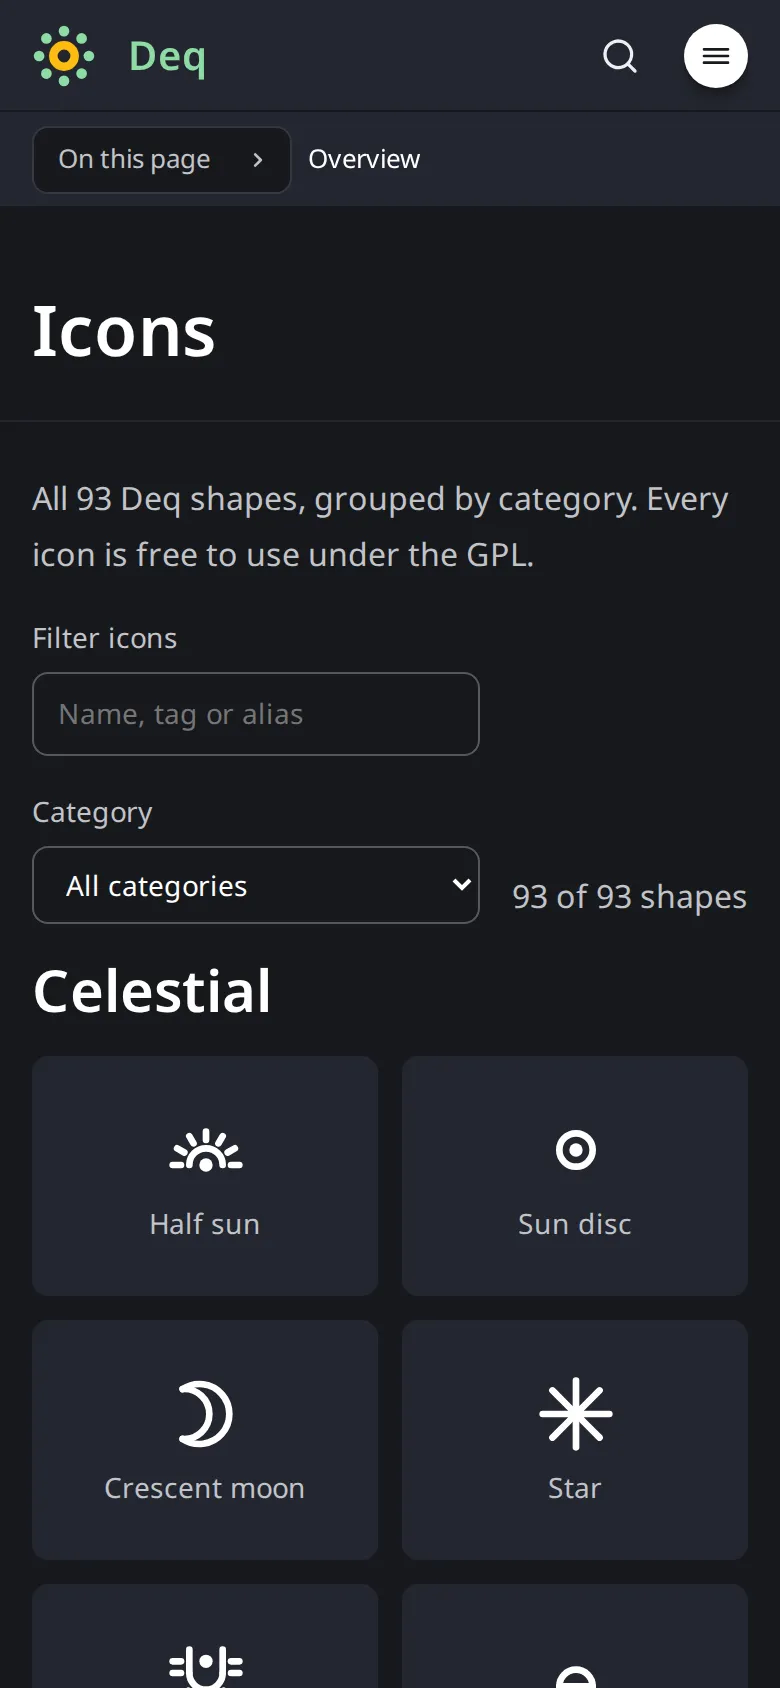 Deq
On this page
Overview
Icons
All 93 Deq shapes, grouped by category. Every
icon is free to use under the GPL.
Filter icons
Name, tag or alias
Category
All categories
93 of 93 shapes
Celestial
Half sun
Sun disc
Crescent moon
Star